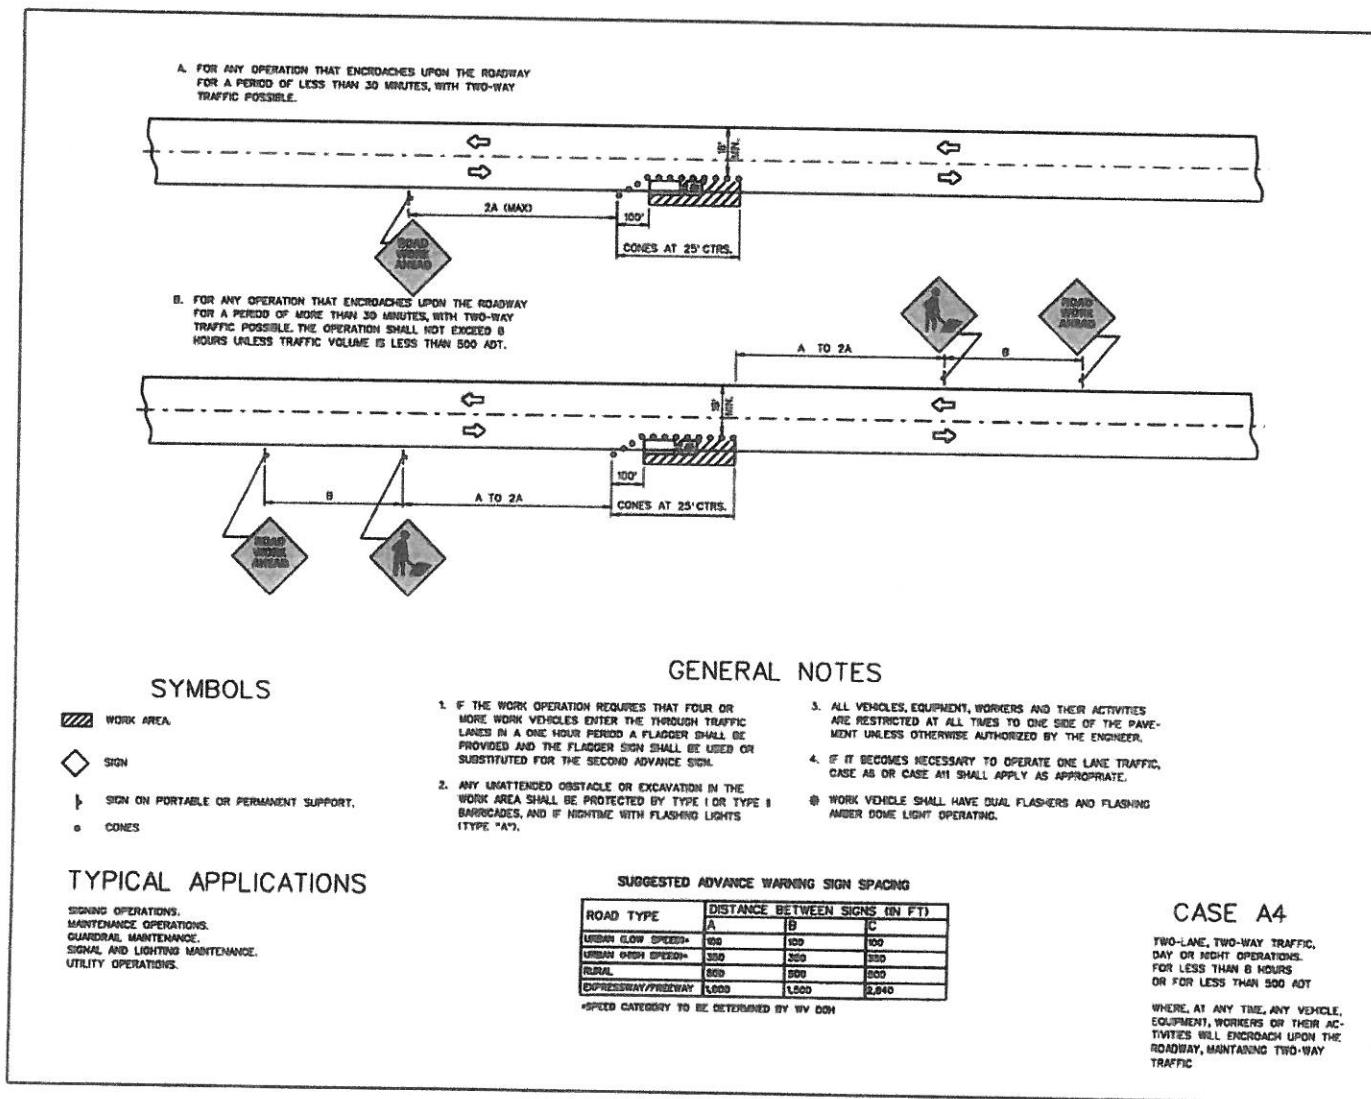 A. FOR ANY OPERATION THAT ENCROACHES UPON THE ROADWAY
FOR A PERIOD OF LESS THAN 30 MINUTES, WITH TWO-WAY
TRAFFIC POSSIBLE.
MIN.
2A (MAX)
100'
CONES AT 25' CTRS.
ROAD
WORK
AHEAD
B. FOR ANY OPERATION THAT ENCROACHES UPON THE ROADWAY
FOR A PERIOD OF MORE THAN 30 MINUTES, WITH TWO-WAY
TRAFFIC POSSIBLE. THE OPERATION SHALL NOT EXCEED 8
HOURS UNLESS TRAFFIC VOLUME IS LESS THAN 500 ADT.
ROAD
WORK
AHEAD
A TO 2A
B
MIN.
100'
B
A TO 2A
CONES AT 25' CTRS.
ROAD
WORK
AHEAD
SYMBOLS
WORK AREA.
SIGN
SIGN ON PORTABLE OR PERMANENT SUPPORT.
CONES
GENERAL NOTES
1. IF THE WORK OPERATION REQUIRES THAT FOUR OR
MORE WORK VEHICLES ENTER THE THROUGH TRAFFIC
LANES IN A ONE HOUR PERIOD A FLAGGER SHALL BE
PROVIDED AND THE FLAGGER SIGN SHALL BE USED OR
SUBSTITUTED FOR THE SECOND ADVANCE SIGN.
2. ANY UNATTENDED OBSTACLE OR EXCAVATION IN THE
WORK AREA SHALL BE PROTECTED BY TYPE I OR TYPE II
BARRICADES, AND IF NIGHTIME WITH FLASHING LIGHTS
(TYPE "A").
3. ALL VEHICLES, EQUIPMENT, WORKERS AND THEIR ACTIVITIES
ARE RESTRICTED AT ALL TIMES TO ONE SIDE OF THE PAVE-
MENT UNLESS OTHERWISE AUTHORIZED BY THE ENGINEER.
4. IF IT BECOMES NECESSARY TO OPERATE ONE LANE TRAFFIC,
CASE OR CASE A11 SHALL APPLY AS APPROPRIATE.
WORK VEHICLE SHALL HAVE DUAL FLASHERS AND FLASHING
AMBER DOME LIGHT OPERATING.
TYPICAL APPLICATIONS
SIGNING OPERATIONS.
MAINTENANCE OPERATIONS.
GUARDRAIL MAINTENANCE.
SIGNAL AND LIGHTING MAINTENANCE.
UTILITY OPERATIONS.
SUGGESTED ADVANCE WARNING SIGN SPACING
ROAD TYPE
DISTANCE BETWEEN SIGNS (IN FT)
A B C
URBAN (LOW SPEED)* 100 100 100
URBAN (HIGH SPEED)* 350 350 350
RURAL 500 500 500
EXPRESSWAY/FREEWAY 1,000 1,500 2,640
*SPEED CATEGORY TO BE DETERMINED BY WV DOH
CASE A4
TWO-LANE, TWO-WAY TRAFFIC,
DAY OR NIGHT OPERATIONS.
FOR LESS THAN 8 HOURS
OR FOR LESS THAN 500 ADT
WHERE, AT ANY TIME, ANY VEHICLE,
EQUIPMENT, WORKERS OR THEIR AC-
TIVITIES WILL ENCROACH UPON THE
ROADWAY, MAINTAINING TWO-WAY
TRAFFIC